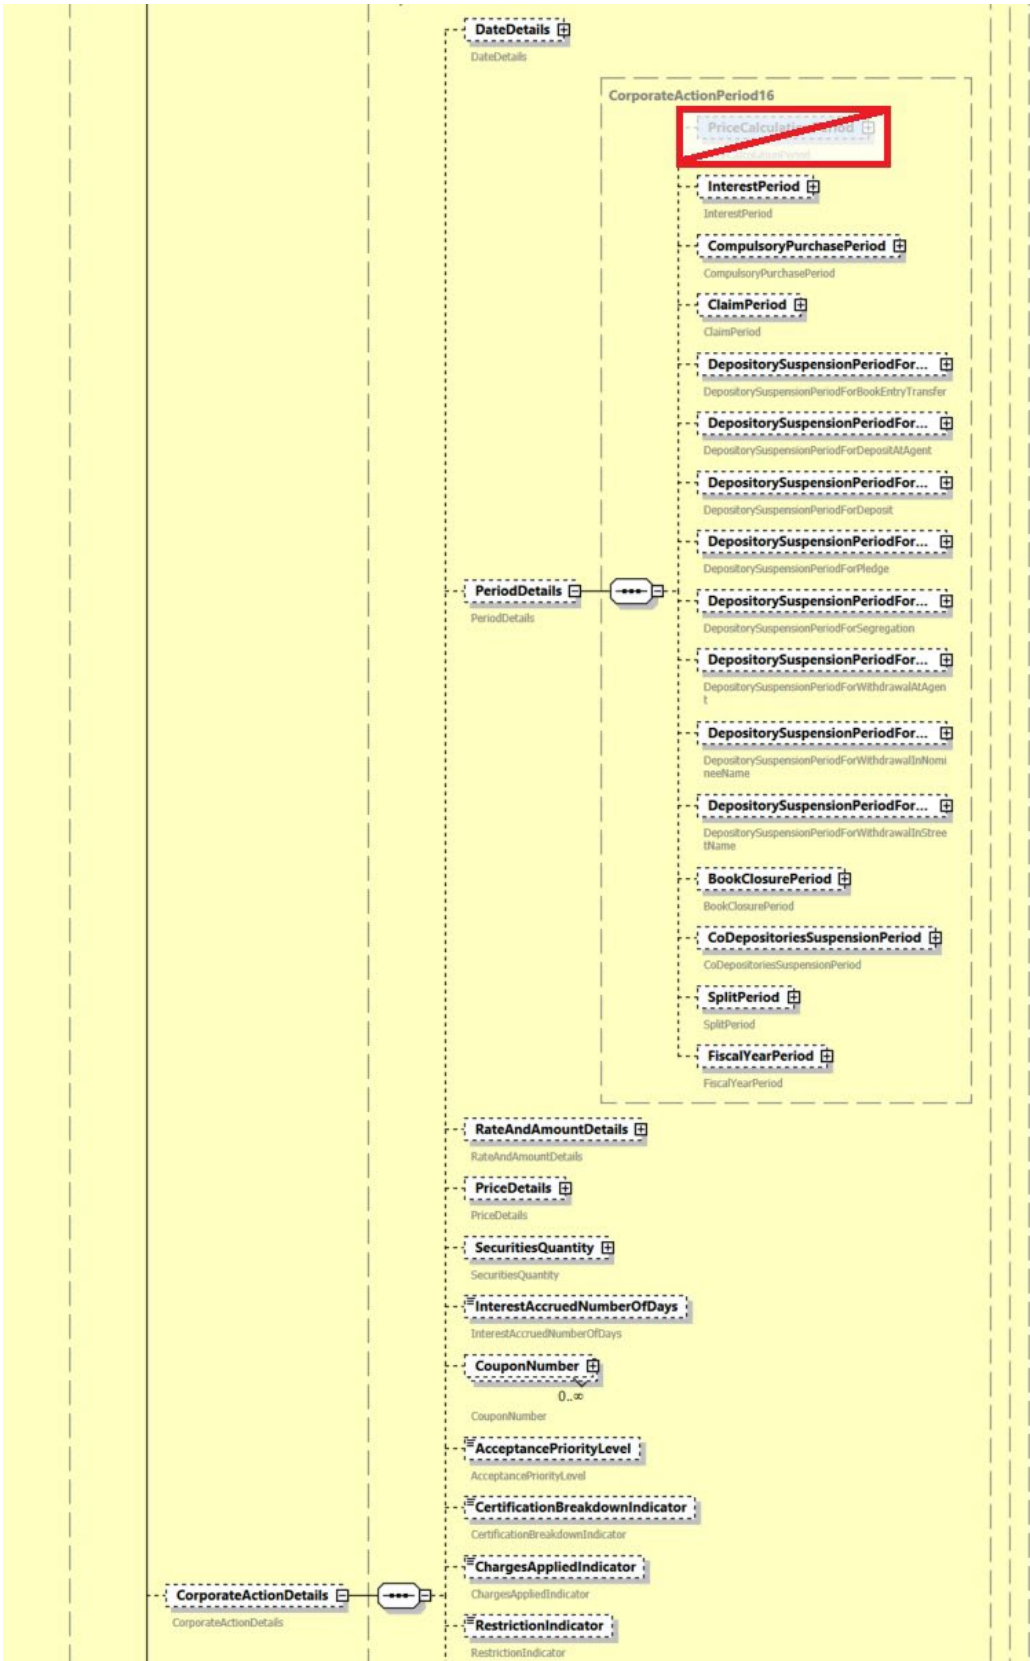 DateDetails
DateDetails
CorporateActionPeriod16
InterestPeriod
InterestPeriod
CompulsoryPurchasePeriod
CompulsoryPurchasePeriod
ClaimPeriod
ClaimPeriod
DepositorySuspensionPeriodFor...
DepositorySuspensionPeriodForBookEntryTransfer
DepositorySuspensionPeriodFor...
DepositorySuspensionPeriodForDepositAtAgent
DepositorySuspensionPeriodFor...
DepositorySuspensionPeriodForDeposit
DepositorySuspensionPeriodFor...
DepositorySuspensionPeriodForPledge
PeriodDetails
PeriodDetails
DepositorySuspensionPeriodFor...
DepositorySuspensionPeriodForSegregation
DepositorySuspensionPeriodFor...
DepositorySuspensionPeriodForWithdrawalAtAgen
t
DepositorySuspensionPeriodFor...
DepositorySuspensionPeriodForWithdrawalInNomi
neeName
DepositorySuspensionPeriodFor...
DepositorySuspensionPeriodForWithdrawalInStree
tName
BookClosurePeriod
BookClosurePeriod
CoDepositoriesSuspensionPeriod
CoDepositoriesSuspensionPeriod
SplitPeriod
SplitPeriod
FiscalYearPeriod
FiscalYearPeriod
RateAndAmountDetails
RateAndAmountDetails
PriceDetails
PriceDetails
SecuritiesQuantity
SecuritiesQuantity
InterestAccruedNumberOfDays
InterestAccruedNumberOfDays
CouponNumber
0..∞
CouponNumber
AcceptancePriorityLevel
AcceptancePriorityLevel
CertificationBreakdownIndicator
CertificationBreakdownIndicator
ChargesAppliedIndicator
ChargesAppliedIndicator
CorporateActionDetails
CorporateActionDetails
RestrictionIndicator
RestrictionIndicator